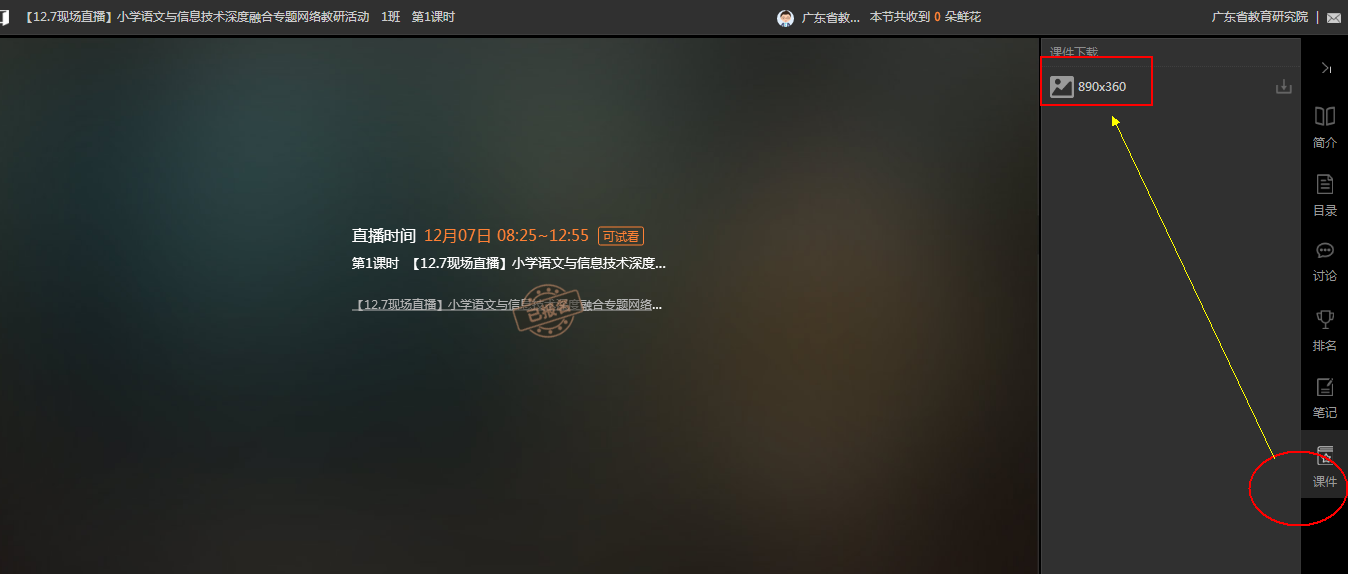 【12.7现场直播】小学语文与信息技术深度融合专题网络教研活动 1班 第1课时
广东省教... 本节共收到 0 朵鲜花
广东省教育研究院
课件下载
890x360
直播时间 12月07日 08:25~12:55 可试看
第1课时 【12.7现场直播】小学语文与信息技术深度...
【12.7现场直播】小学语文与信息技术深度融合专题网络...
已报名
简介
目录
讨论
排名
笔记
课件